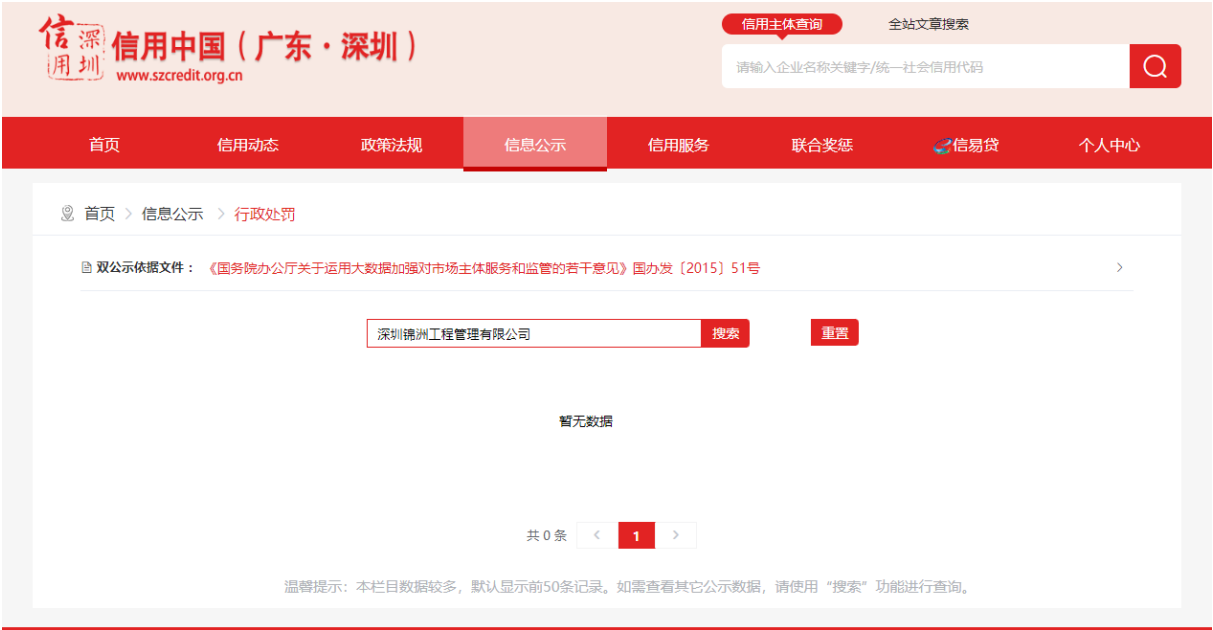 信用深圳
信用中国（广东·深圳）
www.szcredit.org.cn
信用主体查询 全站文章搜索
请输入企业名称关键字/统一社会信用代码
首页 信用动态 政策法规 信息公示 信用服务 联合奖惩 信易贷 个人中心
首页 > 信息公示 > 行政处罚
双公示依据文件： 《国务院办公厅关于运用大数据加强对市场主体服务和监管的若干意见》国办发〔2015〕51号
深圳锦洲工程管理有限公司 搜索 重置
暂无数据
共 0 条 < 1 >
温馨提示：本栏目数据较多，默认显示前50条记录。如需查看其它公示数据，请使用“搜索”功能进行查询。